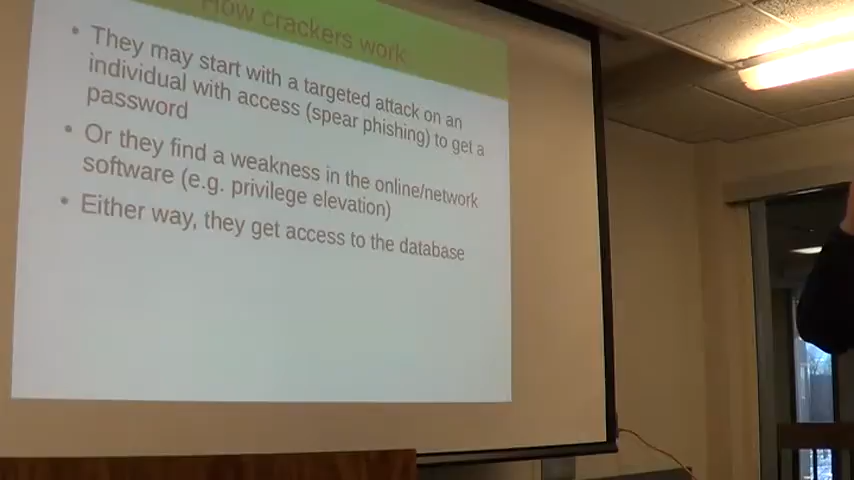 How crackers work
• They may start with a targeted attack on an
individual with access (spear phishing) to get a
password
• Or they find a weakness in the online/network
software (e.g. privilege elevation)
• Either way, they get access to the database